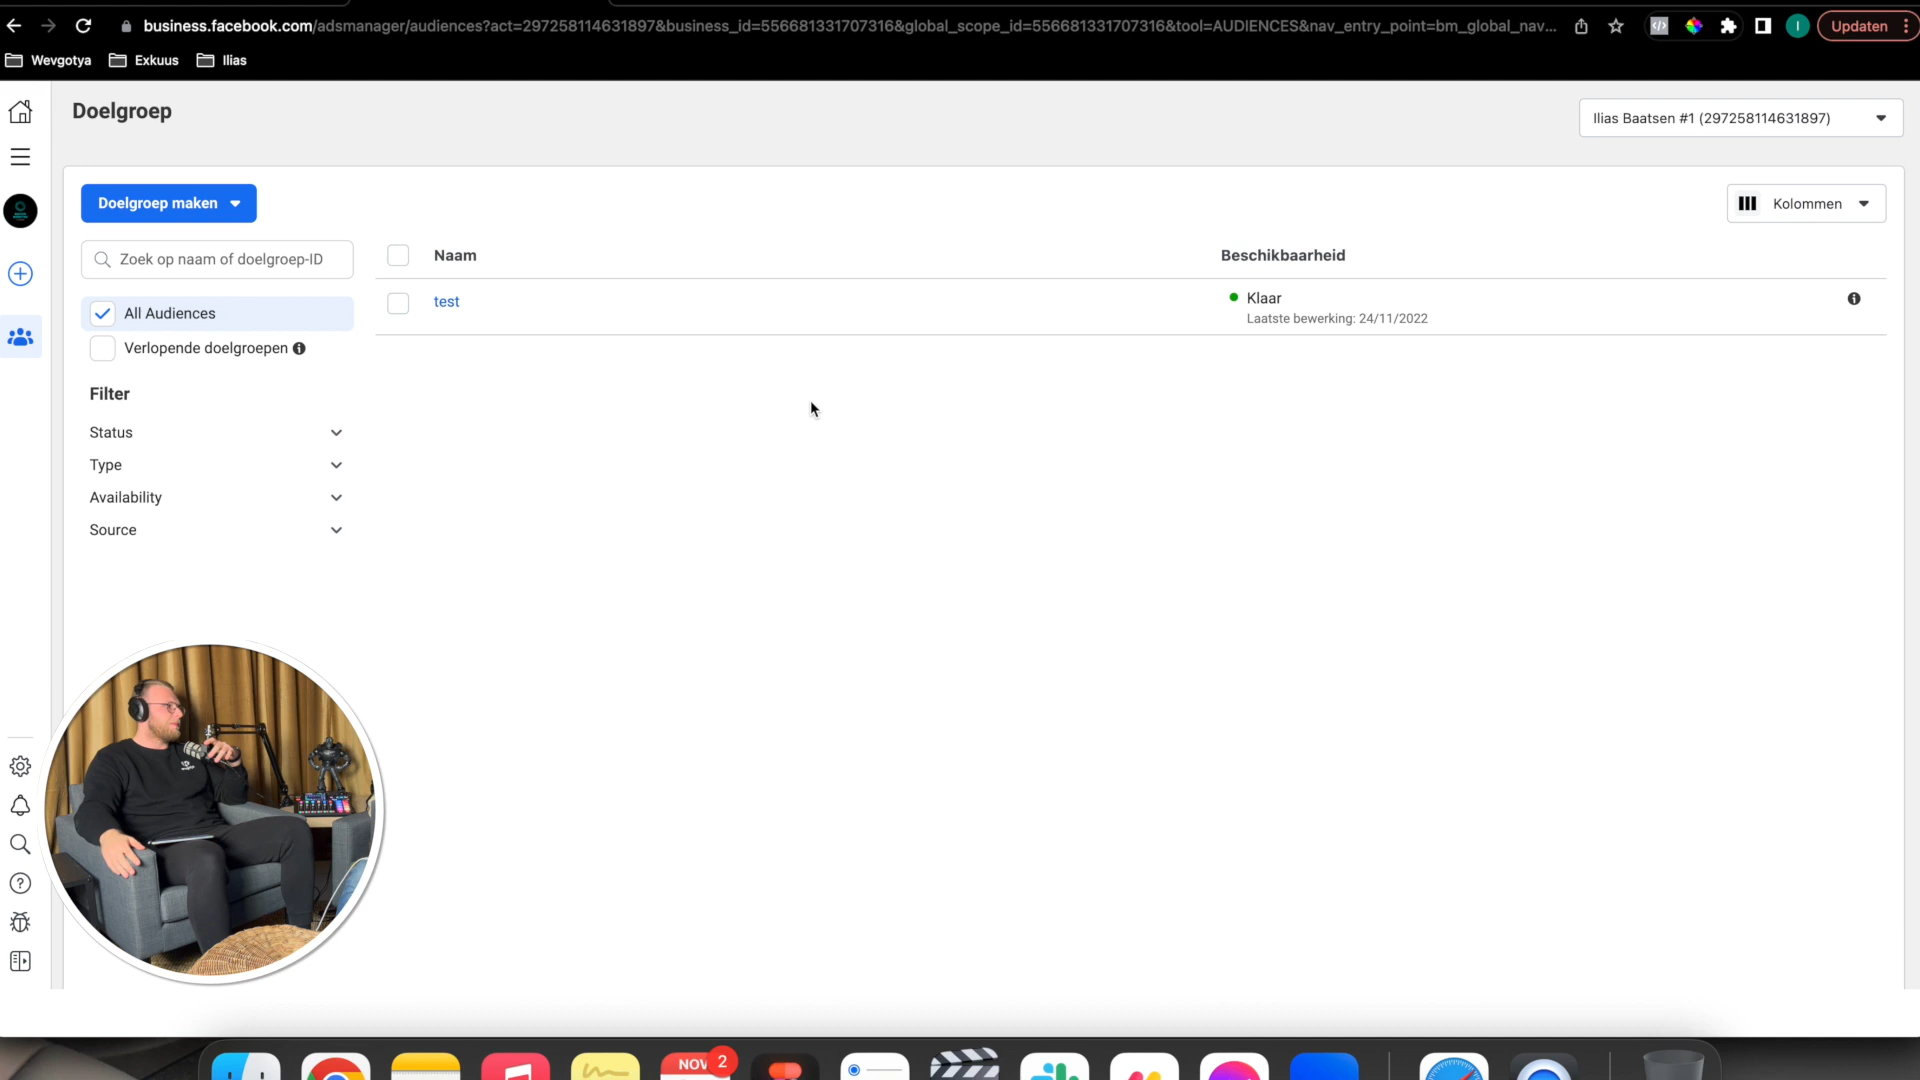 business.facebook.com/adsmanager/audiences?act=297258114631897&business_id=556681331707316&global_scope_id=556681331707316&tool=AUDIENCES&nav_entry_point=bm_global_nav...
I
Updaten
Wevgotya
Exkuus
Ilias
Doelgroep
Ilias Baatsen #1 (297258114631897)
Doelgroep maken
Kolommen
Zoek op naam of doelgroep-ID
Naam
Beschikbaarheid
All Audiences
test
Klaar
Laatste bewerking: 24/11/2022
Verlopende doelgroepen
Filter
Status
Type
Availability
Source
NOV
2